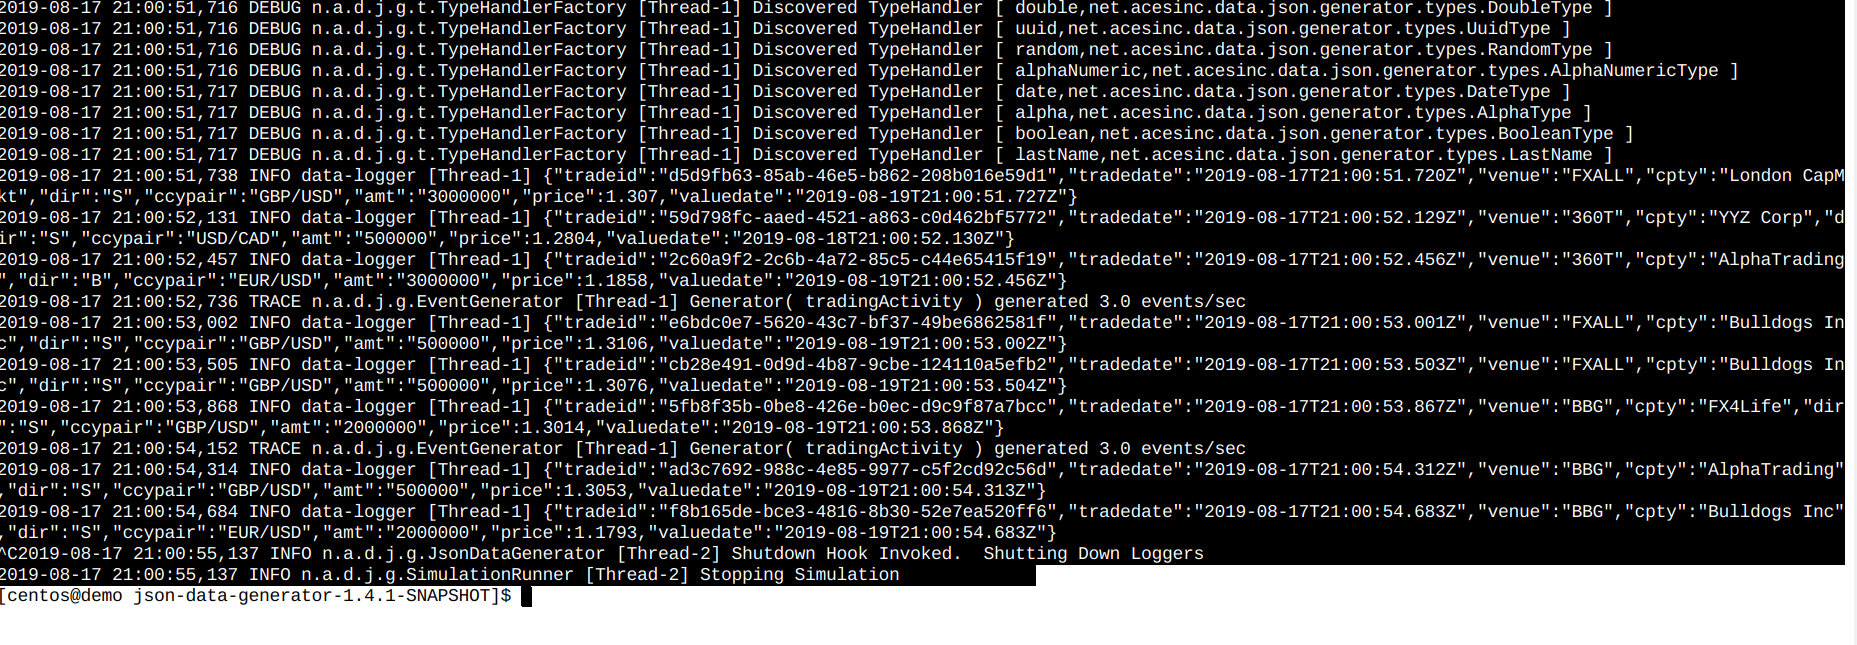 2019-08-17 21:00:51,716 DEBUG n.a.d.j.g.t.TypeHandlerFactory [Thread-1] Discovered TypeHandler [ double,net.acesinc.data.json.generator.types.DoubleType ]
2019-08-17 21:00:51,716 DEBUG n.a.d.j.g.t.TypeHandlerFactory [Thread-1] Discovered TypeHandler [ uuid,net.acesinc.data.json.generator.types.UuidType ]
2019-08-17 21:00:51,716 DEBUG n.a.d.j.g.t.TypeHandlerFactory [Thread-1] Discovered TypeHandler [ random,net.acesinc.data.json.generator.types.RandomType ]
2019-08-17 21:00:51,716 DEBUG n.a.d.j.g.t.TypeHandlerFactory [Thread-1] Discovered TypeHandler [ alphaNumeric,net.acesinc.data.json.generator.types.AlphaNumericType ]
2019-08-17 21:00:51,717 DEBUG n.a.d.j.g.t.TypeHandlerFactory [Thread-1] Discovered TypeHandler [ date,net.acesinc.data.json.generator.types.DateType ]
2019-08-17 21:00:51,717 DEBUG n.a.d.j.g.t.TypeHandlerFactory [Thread-1] Discovered TypeHandler [ alpha,net.acesinc.data.json.generator.types.AlphaType ]
2019-08-17 21:00:51,717 DEBUG n.a.d.j.g.t.TypeHandlerFactory [Thread-1] Discovered TypeHandler [ boolean,net.acesinc.data.json.generator.types.BooleanType ]
2019-08-17 21:00:51,717 DEBUG n.a.d.j.g.t.TypeHandlerFactory [Thread-1] Discovered TypeHandler [ lastName,net.acesinc.data.json.generator.types.LastName ]
2019-08-17 21:00:51,738 INFO data-logger [Thread-1] {"tradeid":"d5d9fb63-85ab-46e5-b862-208b016e59d1","tradedate":"2019-08-17T21:00:51.720Z","venue":"FXALL","cpty":"London CapM
kt","dir":"S","ccypair":"GBP/USD","amt":"3000000","price":1.307,"valuedate":"2019-08-19T21:00:51.727Z"}
2019-08-17 21:00:52,131 INFO data-logger [Thread-1] {"tradeid":"59d798fc-aaed-4521-a863-c0d462bf5772","tradedate":"2019-08-17T21:00:52.129Z","venue":"360T","cpty":"YYZ Corp","d
ir":"S","ccypair":"USD/CAD","amt":"500000","price":1.2804,"valuedate":"2019-08-18T21:00:52.130Z"}
2019-08-17 21:00:52,457 INFO data-logger [Thread-1] {"tradeid":"2c60a9f2-2c6b-4a72-85c5-c44e65415f19","tradedate":"2019-08-17T21:00:52.456Z","venue":"360T","cpty":"AlphaTrading
","dir":"B","ccypair":"EUR/USD","amt":"3000000","price":1.1858,"valuedate":"2019-08-19T21:00:52.456Z"}
2019-08-17 21:00:52,736 TRACE n.a.d.j.g.EventGenerator [Thread-1] Generator( tradingActivity ) generated 3.0 events/sec
2019-08-17 21:00:53,002 INFO data-logger [Thread-1] {"tradeid":"e6bdc0e7-5620-43c7-bf37-49be6862581f","tradedate":"2019-08-17T21:00:53.001Z","venue":"FXALL","cpty":"Bulldogs In
c","dir":"S","ccypair":"GBP/USD","amt":"500000","price":1.3106,"valuedate":"2019-08-19T21:00:53.002Z"}
2019-08-17 21:00:53,505 INFO data-logger [Thread-1] {"tradeid":"cb28e491-0d9d-4b87-9cbe-124110a5efb2","tradedate":"2019-08-17T21:00:53.503Z","venue":"FXALL","cpty":"Bulldogs In
c","dir":"S","ccypair":"GBP/USD","amt":"500000","price":1.3076,"valuedate":"2019-08-19T21:00:53.504Z"}
2019-08-17 21:00:53,868 INFO data-logger [Thread-1] {"tradeid":"5fb8f35b-0be8-426e-b0ec-d9c9f87a7bcc","tradedate":"2019-08-17T21:00:53.867Z","venue":"BBG","cpty":"FX4Life","dir
":"S","ccypair":"GBP/USD","amt":"2000000","price":1.3014,"valuedate":"2019-08-19T21:00:53.868Z"}
2019-08-17 21:00:54,152 TRACE n.a.d.j.g.EventGenerator [Thread-1] Generator( tradingActivity ) generated 3.0 events/sec
2019-08-17 21:00:54,314 INFO data-logger [Thread-1] {"tradeid":"ad3c7692-988c-4e85-9977-c5f2cd92c56d","tradedate":"2019-08-17T21:00:54.312Z","venue":"BBG","cpty":"AlphaTrading"
,"dir":"S","ccypair":"GBP/USD","amt":"500000","price":1.3053,"valuedate":"2019-08-19T21:00:54.313Z"}
2019-08-17 21:00:54,684 INFO data-logger [Thread-1] {"tradeid":"f8b165de-bce3-4816-8b30-52e7ea520ff6","tradedate":"2019-08-17T21:00:54.683Z","venue":"BBG","cpty":"Bulldogs Inc"
,"dir":"S","ccypair":"EUR/USD","amt":"2000000","price":1.1793,"valuedate":"2019-08-19T21:00:54.683Z"}
^C2019-08-17 21:00:55,137 INFO n.a.d.j.g.JsonDataGenerator [Thread-2] Shutdown Hook Invoked.  Shutting Down Loggers
2019-08-17 21:00:55,137 INFO n.a.d.j.g.SimulationRunner [Thread-2] Stopping Simulation
[centos@demo json-data-generator-1.4.1-SNAPSHOT]$